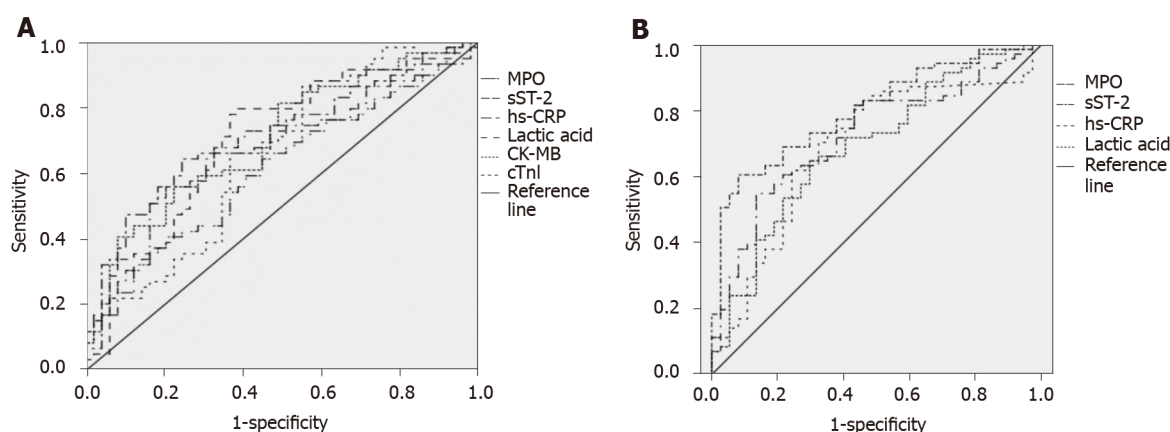 A
1.0
0.8
0.6
0.4
0.2
0.0
Sensitivity
0.0 0.2 0.4 0.6 0.8 1.0
1-specificity
MPO
sST-2
hs-CRP
Lactic acid
CK-MB
cTnI
Reference
line
B
1.0
0.8
0.6
0.4
0.2
0.0
Sensitivity
0.0 0.2 0.4 0.6 0.8 1.0
1-specificity
MPO
sST-2
hs-CRP
Lactic acid
Reference
line